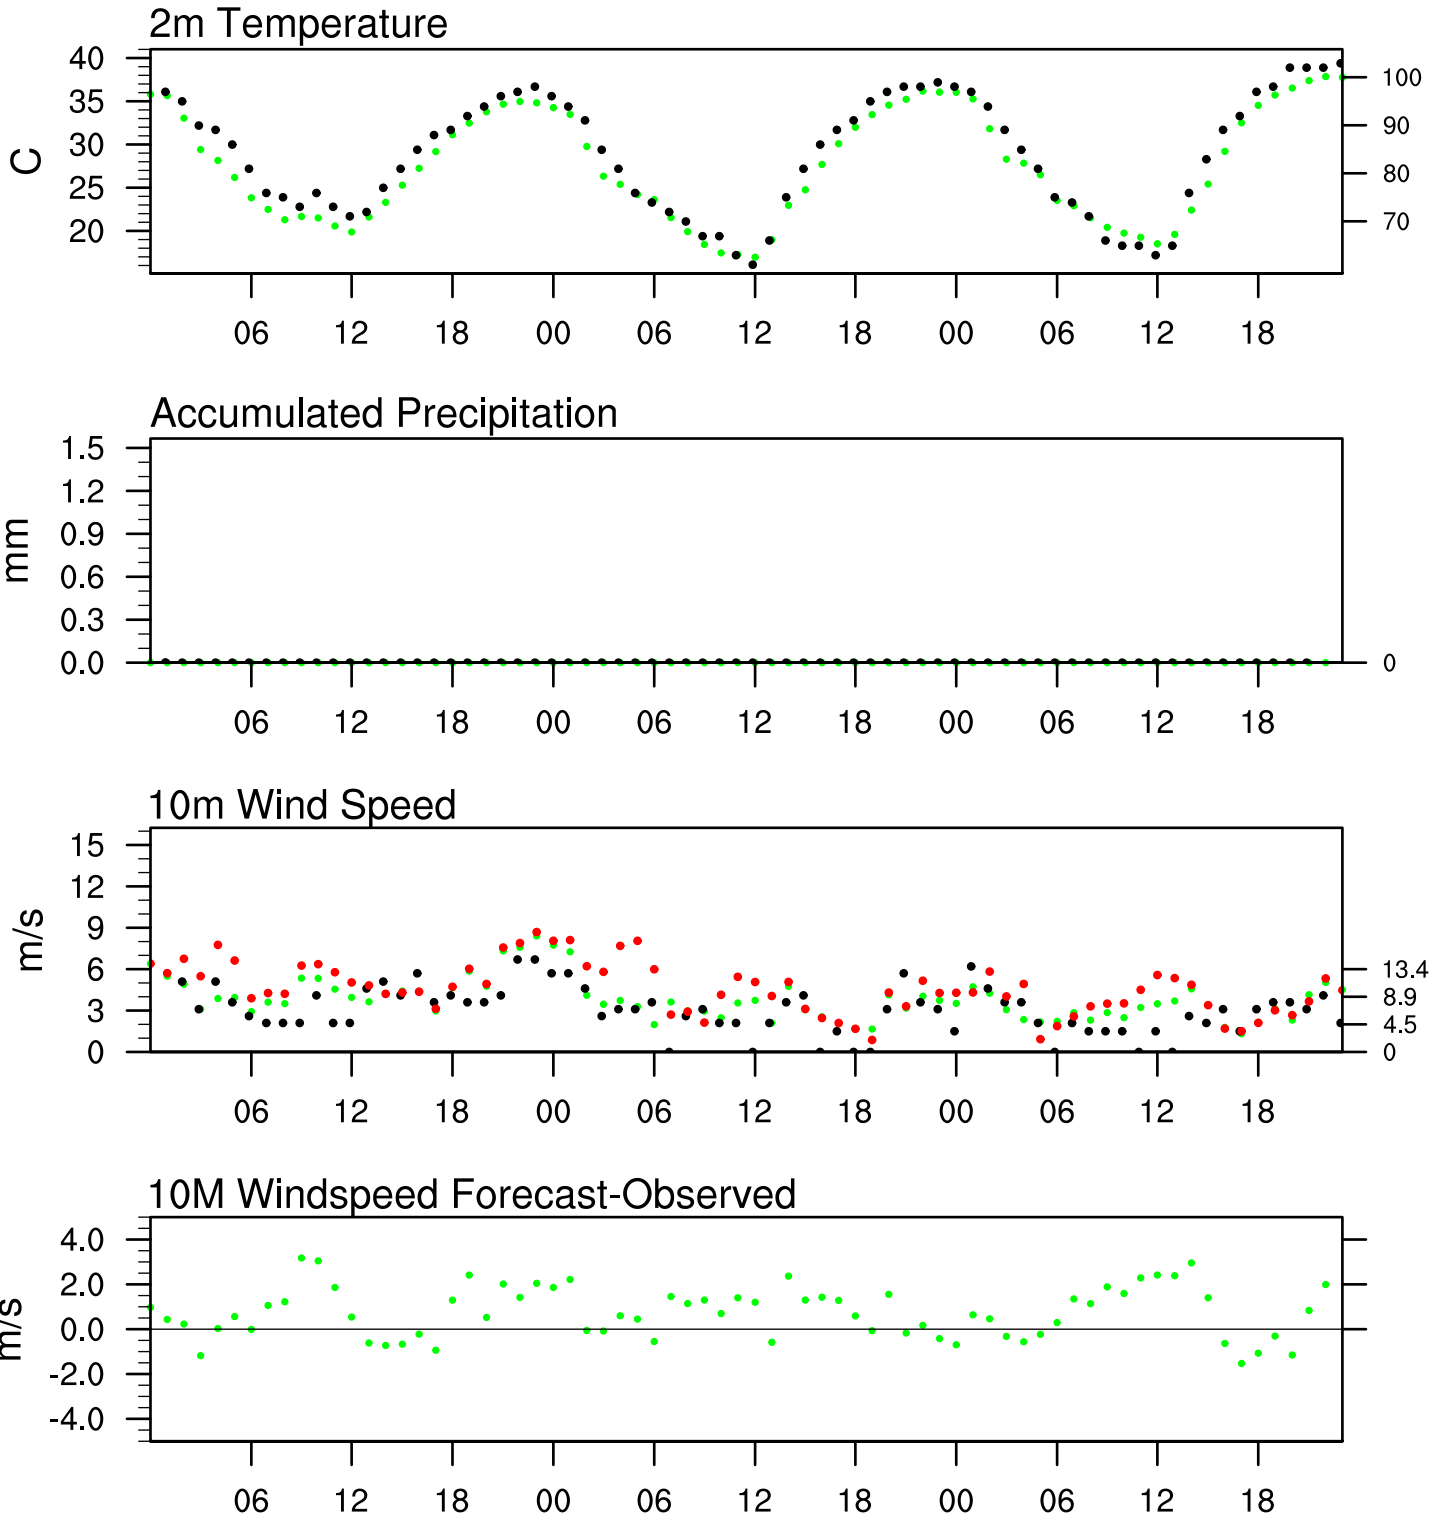 2m Temperature
40
35
30
25
20
C
100
90
80
70
06 12 18 00 06 12 18 00 06 12 18
Accumulated Precipitation
1.5
1.2
0.9
0.6
0.3
0.0
mm
0
06 12 18 00 06 12 18 00 06 12 18
10m Wind Speed
15
12
9
6
3
0
m/s
13.4
8.9
4.5
0
06 12 18 00 06 12 18 00 06 12 18
10M Windspeed Forecast-Observed
4.0
2.0
0.0
-2.0
-4.0
m/s
06 12 18 00 06 12 18 00 06 12 18